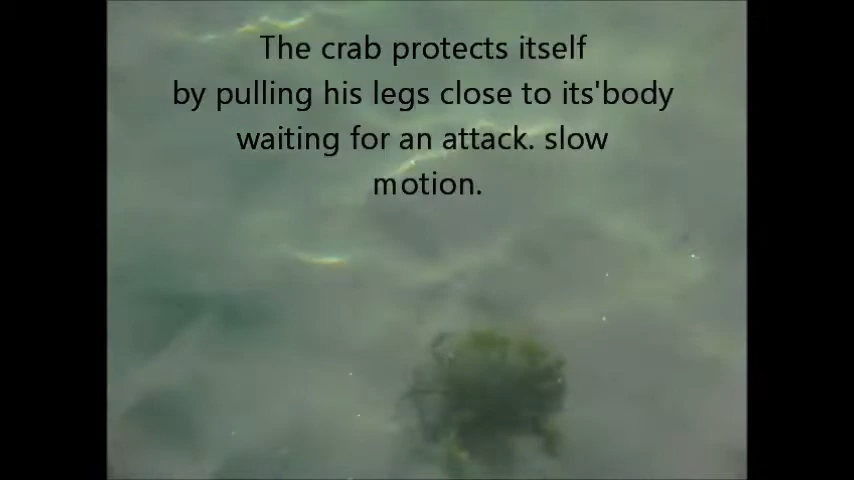 The crab protects itself
by pulling his legs close to its'body
waiting for an attack. slow
motion.